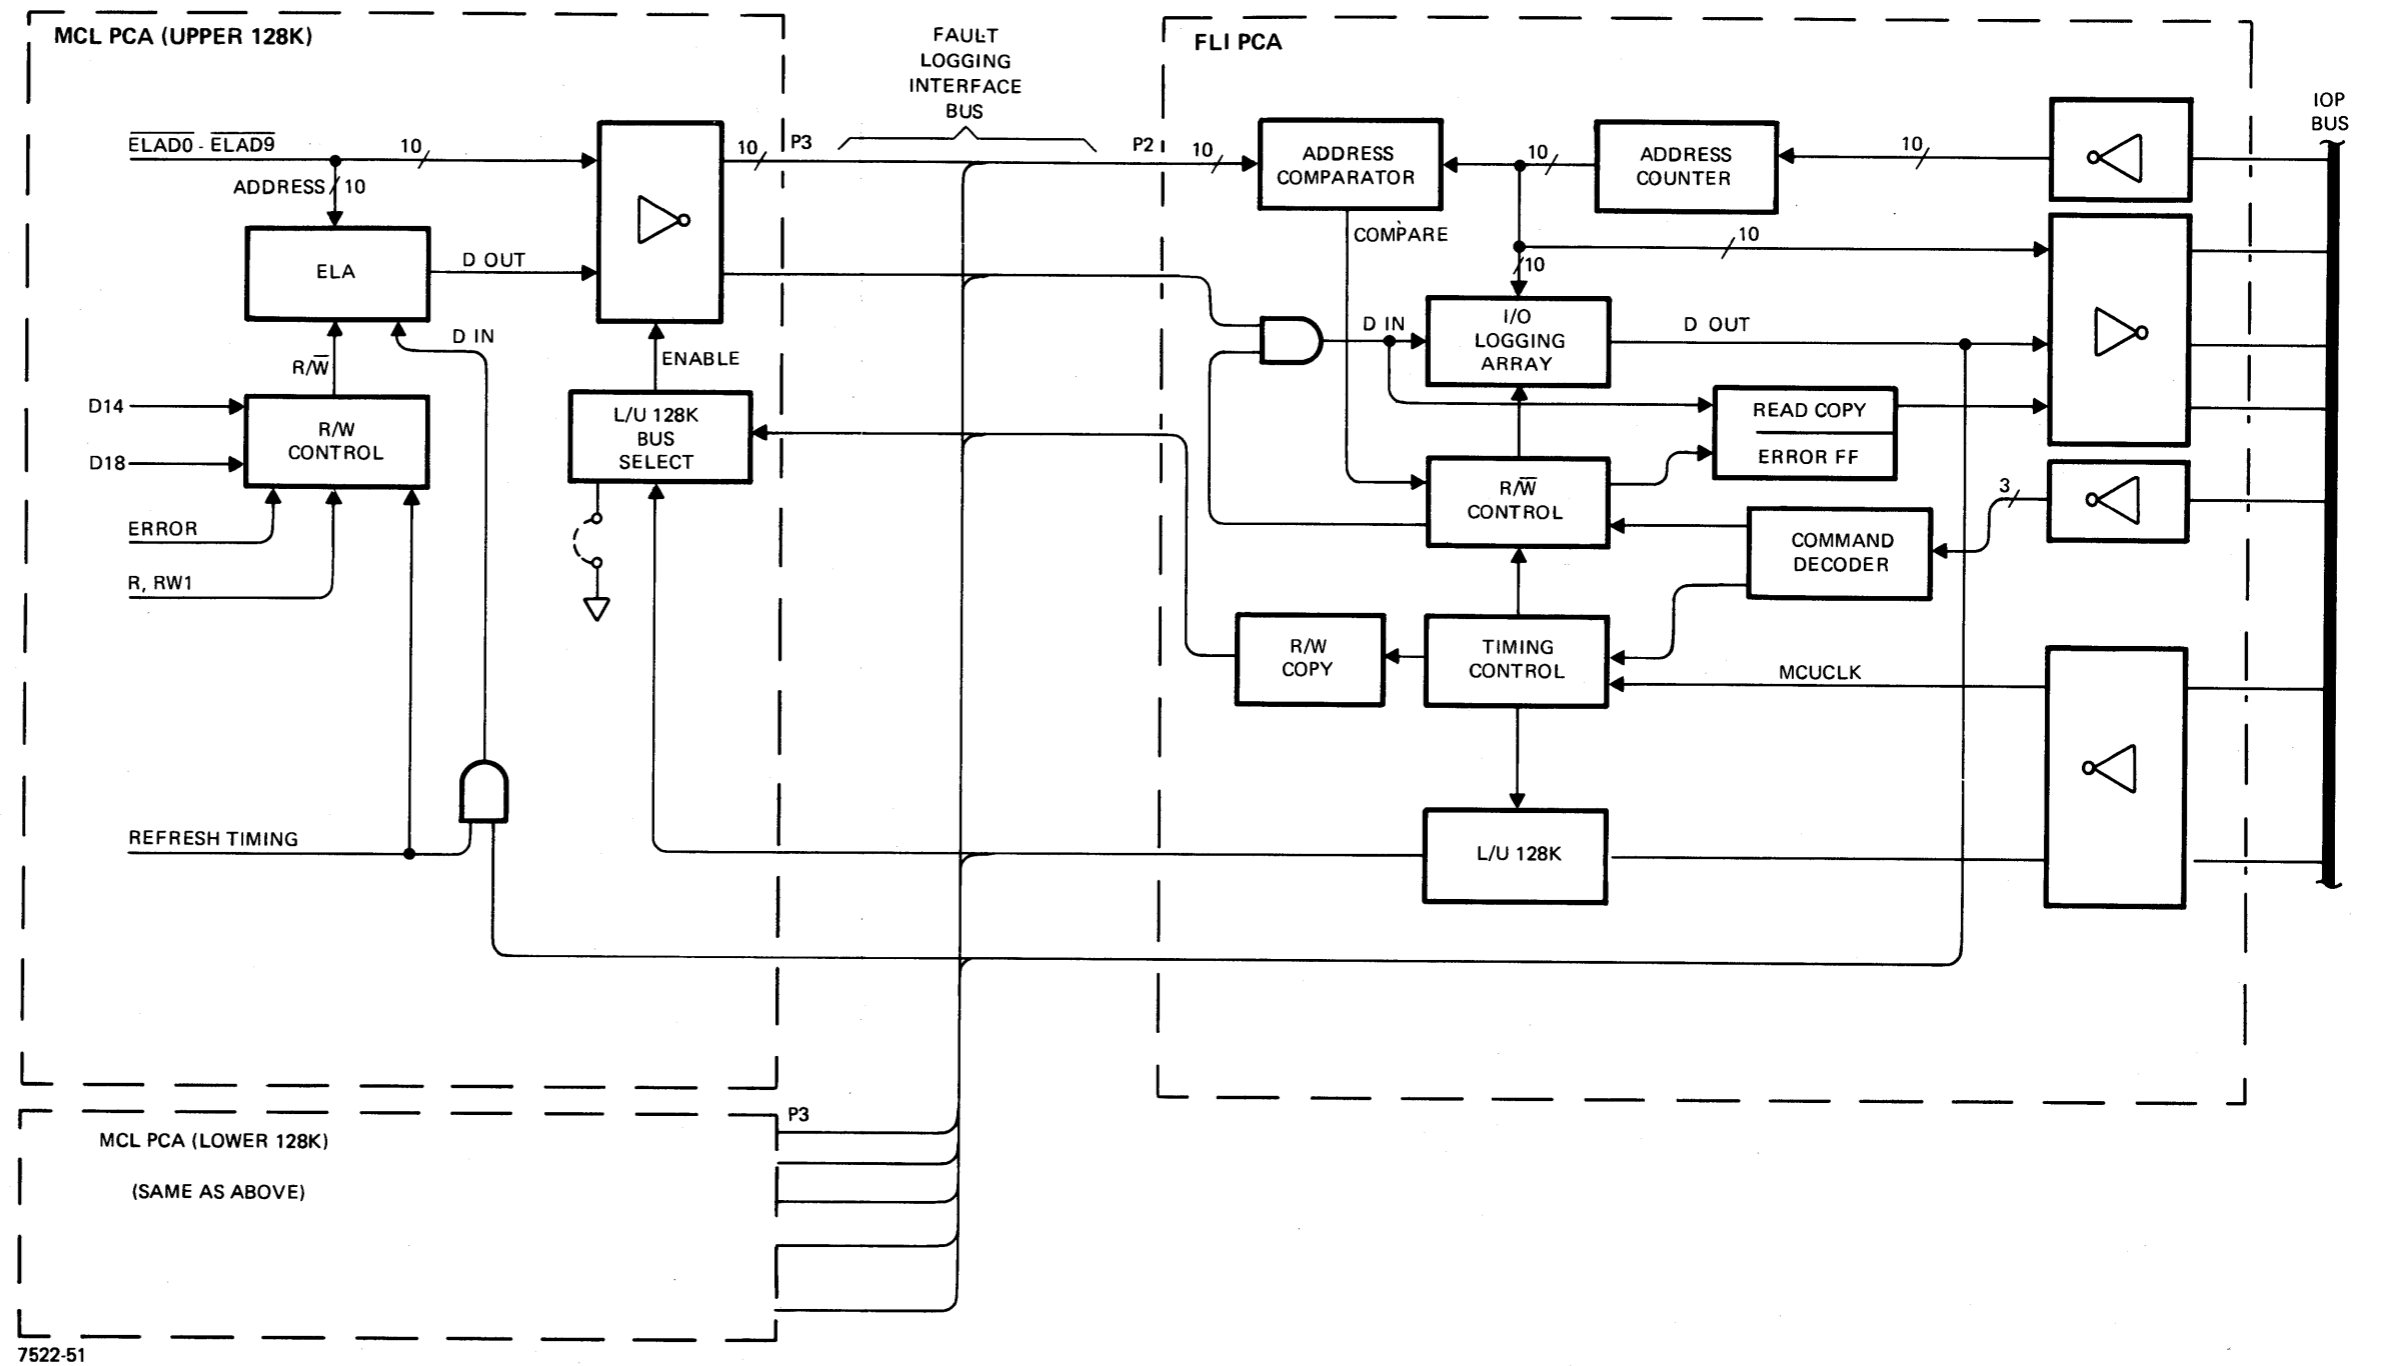 MCL PCA (UPPER 128K)
FAULT
LOGGING
INTERFACE
BUS
FLI PCA
IOP
BUS
ELAD0 - ELAD9
10
ADDRESS
10
10
P3
P2
10
ADDRESS
COMPARATOR
10
ADDRESS
COUNTER
10
ELA
D OUT
COMPARE
10
10
D IN
R/W
ENABLE
D IN
I/O
LOGGING
ARRAY
D OUT
D14
D18
R/W
CONTROL
L/U 128K
BUS
SELECT
READ COPY
ERROR FF
R/W
CONTROL
3
ERROR
R, RW1
COMMAND
DECODER
R/W
COPY
TIMING
CONTROL
MCUCLK
REFRESH TIMING
L/U 128K
P3
MCL PCA (LOWER 128K)
(SAME AS ABOVE)
7522-51